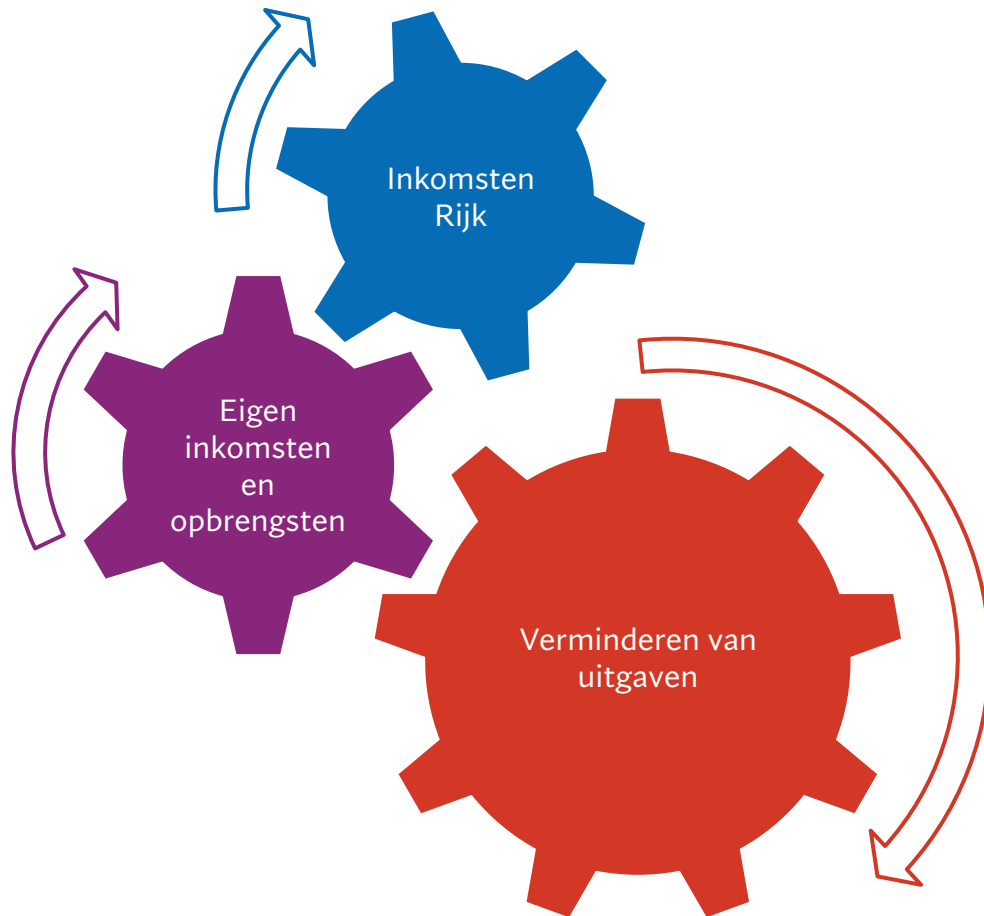 Inkomsten
Rijk
Eigen
inkomsten
en
opbrengsten
Verminderen van
uitgaven